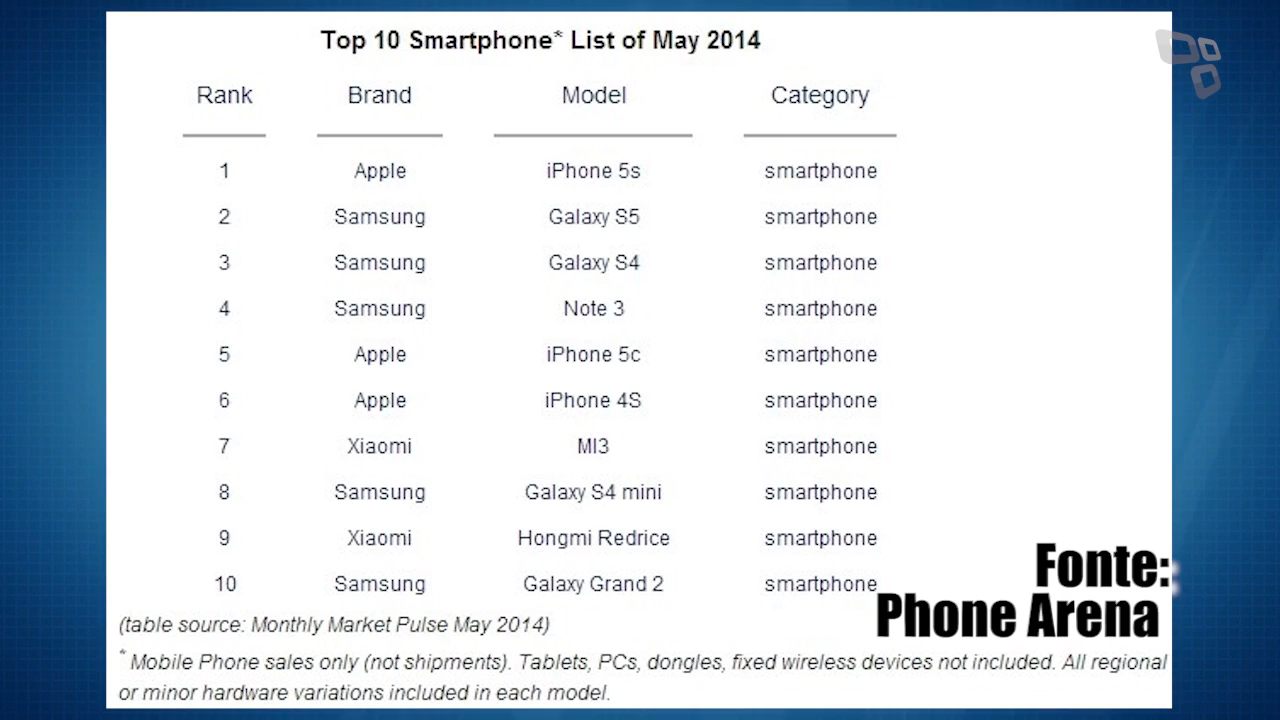 Top 10 Smartphone* List of May 2014
Rank Brand Model Category
1 Apple iPhone 5s smartphone
2 Samsung Galaxy S5 smartphone
3 Samsung Galaxy S4 smartphone
4 Samsung Note 3 smartphone
5 Apple iPhone 5c smartphone
6 Apple iPhone 4S smartphone
7 Xiaomi MI3 smartphone
8 Samsung Galaxy S4 mini smartphone
9 Xiaomi Hongmi Redrice smartphone
10 Samsung Galaxy Grand 2 smartphone
Fonte:
Phone Arena
(table source: Monthly Market Pulse May 2014)
* Mobile Phone sales only (not shipments). Tablets, PCs, dongles, fixed wireless devices not included. All regional
or minor hardware variations included in each model.